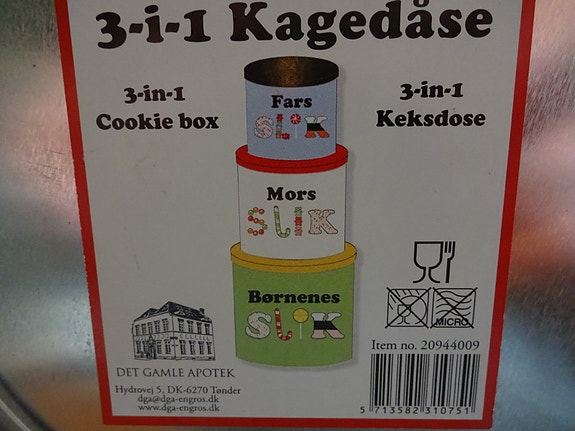 3-i-1 Kagedåse
3-in-1
Cookie box
3-in-1
Keksdose
Fars
SLIK
Mors
SLIK
Børnenes
SLIK
MICRO
DET GAMLE APOTEK
Hydrovej 5, DK-6270 Tønder
dga@dga-engros.dk
www.dga-engros.dk
Item no. 20944009
5 713582 310751